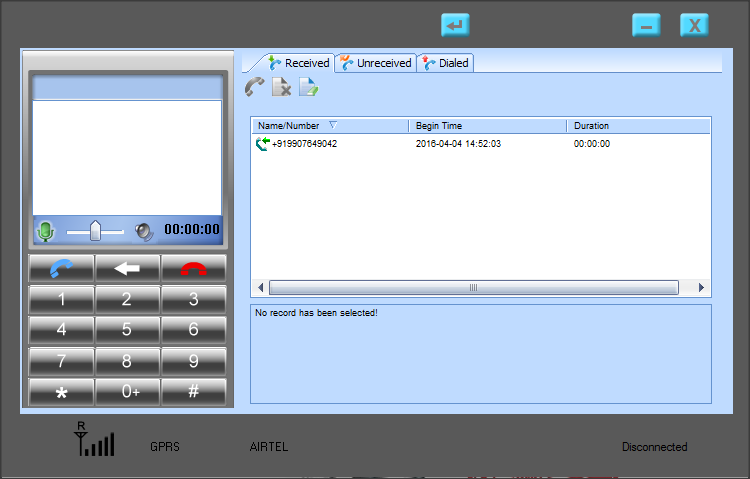 X
Received Unreceived Dialed
Name/Number Begin Time Duration
+919907649042 2016-04-04 14:52:03 00:00:00
00:00:00
1 2 3
4 5 6
7 8 9
* 0+ #
No record has been selected!
R
GPRS AIRTEL Disconnected